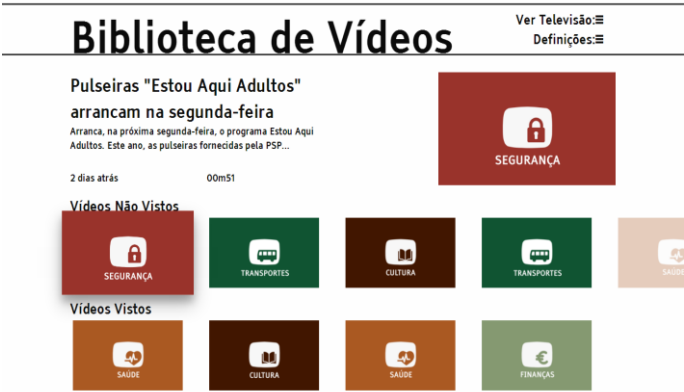 Biblioteca de Vídeos
Ver Televisão:≡
Definições:≡
Pulseiras "Estou Aqui Adultos"
arrancam na segunda-feira
Arranca, na próxima segunda-feira, o programa Estou Aqui
Adultos. Este ano, as pulseiras fornecidas pela PSP...
2 dias atrás
00m51
SEGURANÇA
Vídeos Não Vistos
SEGURANÇA
TRANSPORTES
CULTURA
TRANSPORTES
SAÚDE
Vídeos Vistos
SAÚDE
CULTURA
SAÚDE
FINANÇAS